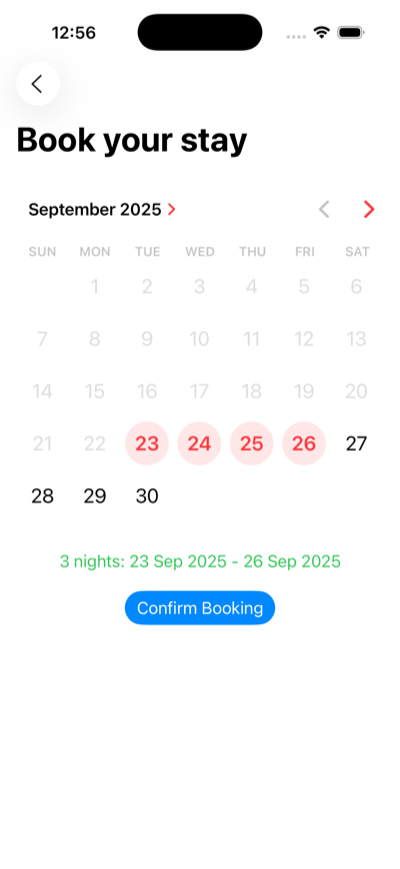 12:56
Book your stay
September 2025
SUN MON TUE WED THU FRI SAT
1 2 3 4 5 6
7 8 9 10 11 12 13
14 15 16 17 18 19 20
21 22 23 24 25 26 27
28 29 30
3 nights: 23 Sep 2025 - 26 Sep 2025
Confirm Booking